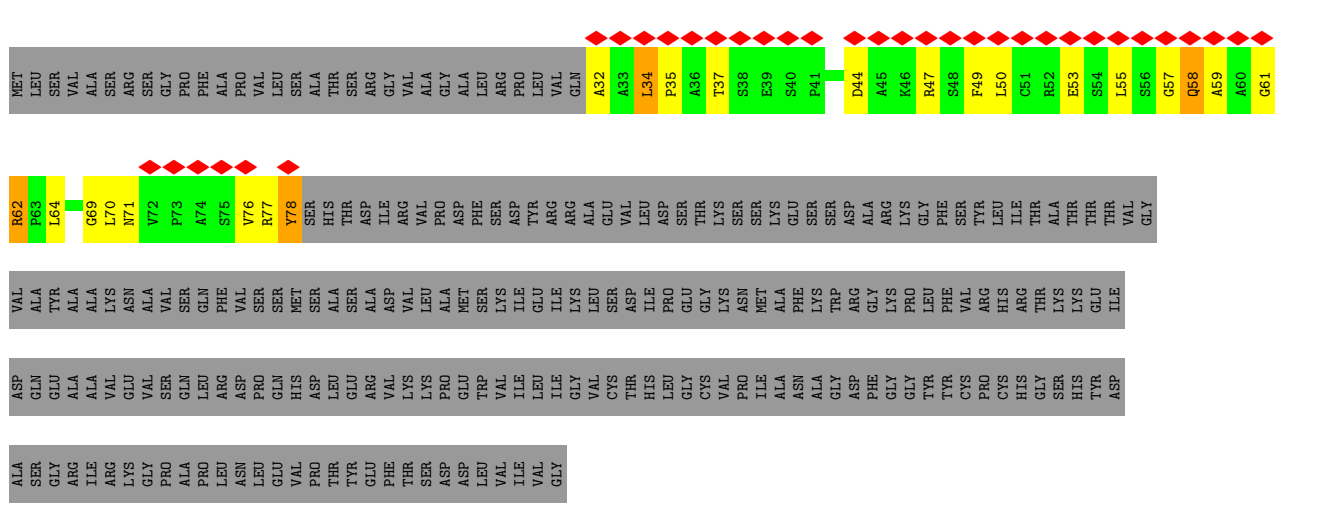 MET LEU SER VAL ALA SER ARG SER GLY PRO PHE ALA PRO VAL LEU SER ALA THR SER ARG GLY VAL ALA GLY ALA LEU ARG PRO LEU VAL GLN A32 A33 L34 P35 A36 T37 S38 E39 S40 P41 D44 A45 K46 R47 S48 F49 L50 C51 R52 E53 S54 L55 S56 G57 Q58 A59 A60 G61
R62 P63 L64 G69 L70 N71 V72 P73 A74 S75 V76 R77 Y78 SER HIS THR ASP ILE ARG VAL PRO ASP PHE SER ASP TYR ARG ARG ALA GLU VAL LEU ASP SER THR LYS SER SER LYS GLU SER SER ASP ALA ARG LYS GLY PHE SER TYR LEU ILE THR ALA THR THR THR VAL GLY
VAL ALA TYR ALA ALA LYS ASN ALA VAL SER GLN PHE VAL SER SER MET SER ALA SER ALA ASP VAL LEU ALA MET SER LYS ILE GLU ILE LYS LEU SER ASP ILE PRO GLU GLY LYS ASN MET ALA PHE LYS TRP ARG GLY LYS PRO LEU PHE VAL ARG HIS ARG THR LYS LYS GLU ILE
ASP GLN GLU ALA ALA VAL GLU VAL SER GLN LEU ARG ASP PRO GLN HIS ASP LEU GLU ARG VAL LYS LYS PRO GLU TRP VAL ILE LEU ILE GLY VAL CYS THR HIS LEU GLY CYS VAL PRO ILE ALA ASN ALA GLY ASP PHE GLY GLY TYR TYR CYS PRO CYS HIS GLY SER HIS TYR ASP
ALA SER GLY ARG ILE ARG LYS GLY PRO ALA PRO LEU ASN LEU GLU VAL PRO THR TYR GLU PHE THR SER ASP ASP LEU VAL ILE VAL GLY